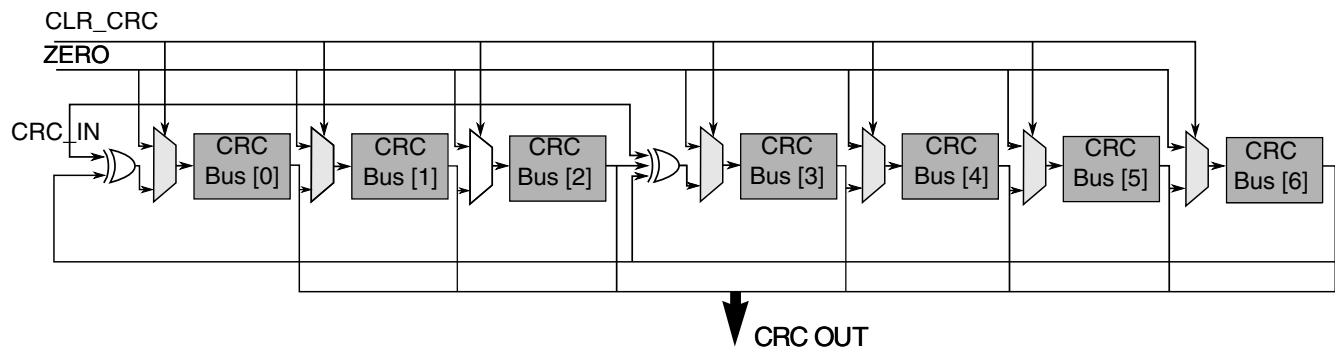 CLR_CRC
ZERO
CRC_IN
CRC
Bus [0]
CRC
Bus [1]
CRC
Bus [2]
CRC
Bus [3]
CRC
Bus [4]
CRC
Bus [5]
CRC
Bus [6]
CRC OUT